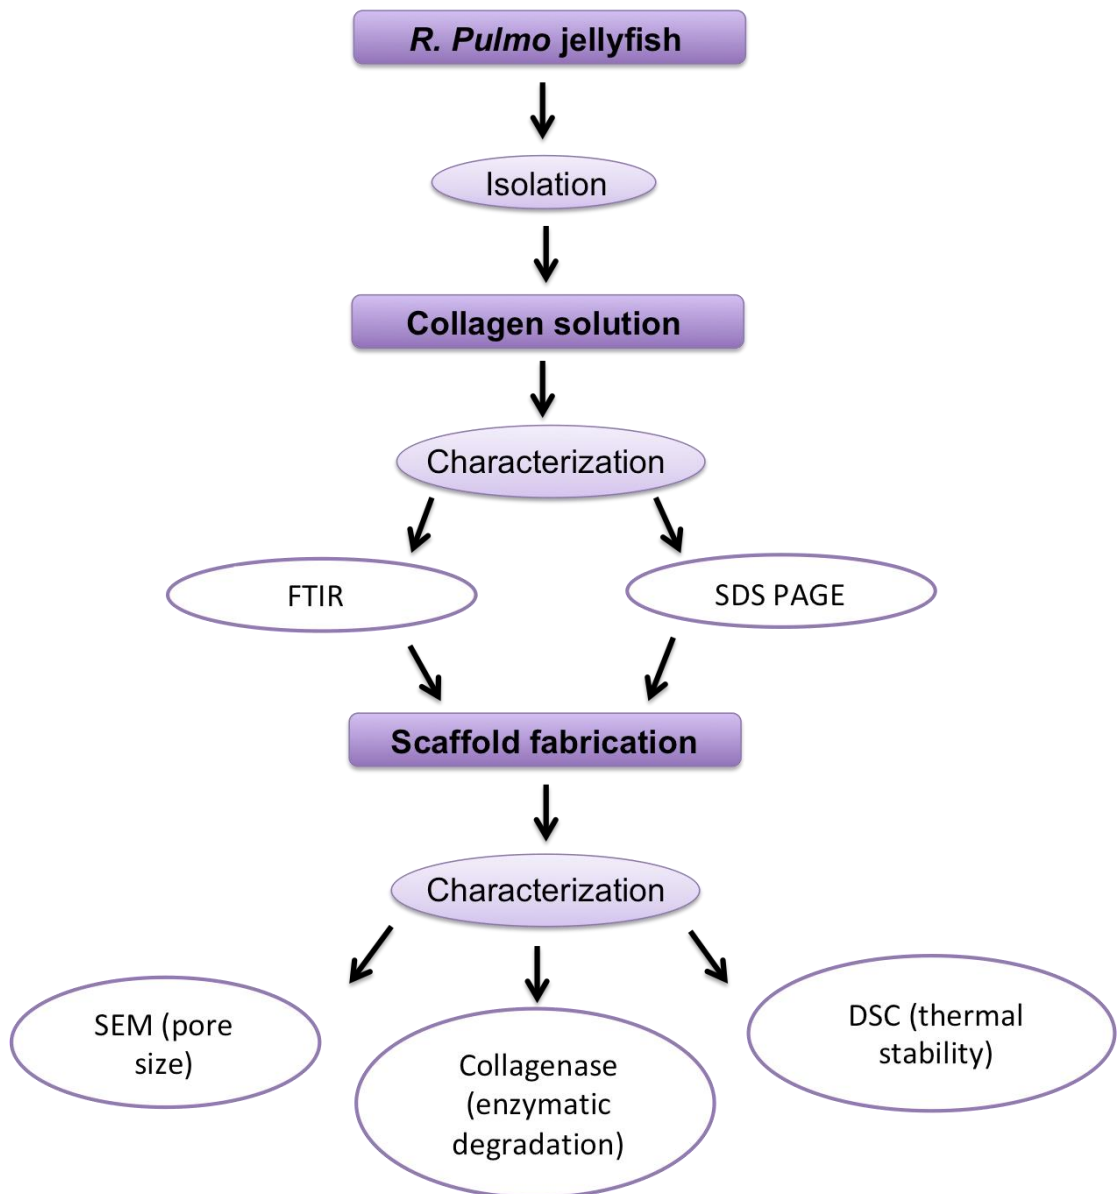 R. Pulmo jellyfish
Isolation
Collagen solution
Characterization
FTIR
SDS PAGE
Scaffold fabrication
Characterization
SEM (pore
size)
Collagenase
(enzymatic
degradation)
DSC (thermal
stability)